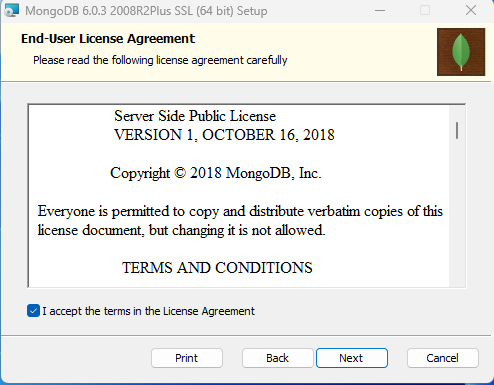 MongoDB 6.0.3 2008R2Plus SSL (64 bit) Setup
End-User License Agreement
Please read the following license agreement carefully
Server Side Public License
VERSION 1, OCTOBER 16, 2018
Copyright © 2018 MongoDB, Inc.
Everyone is permitted to copy and distribute verbatim copies of this
license document, but changing it is not allowed.
TERMS AND CONDITIONS
I accept the terms in the License Agreement
Print Back Next Cancel